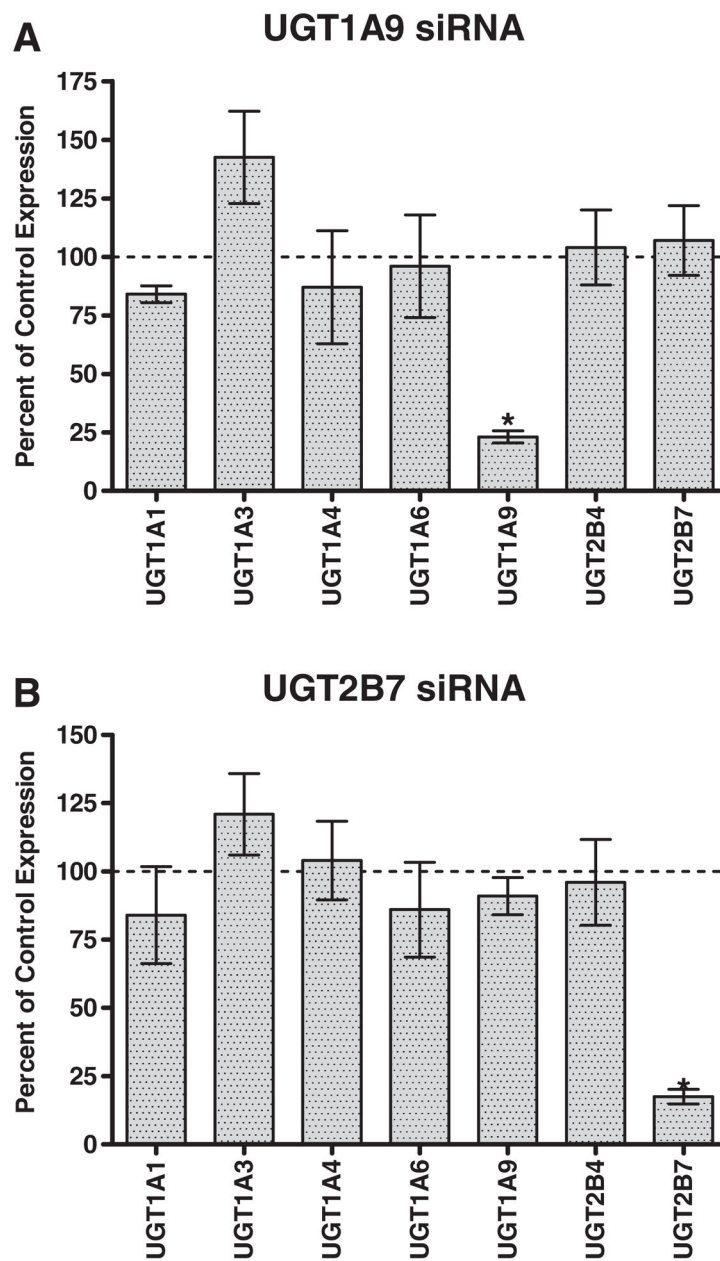 A
UGT1A9 siRNA
Percent of Control Expression
175
150
125
100
75
50
25
0
*
UGT1A1
UGT1A3
UGT1A4
UGT1A6
UGT1A9
UGT2B4
UGT2B7
B
UGT2B7 siRNA
Percent of Control Expression
150
125
100
75
50
25
0
*
UGT1A1
UGT1A3
UGT1A4
UGT1A6
UGT1A9
UGT2B4
UGT2B7